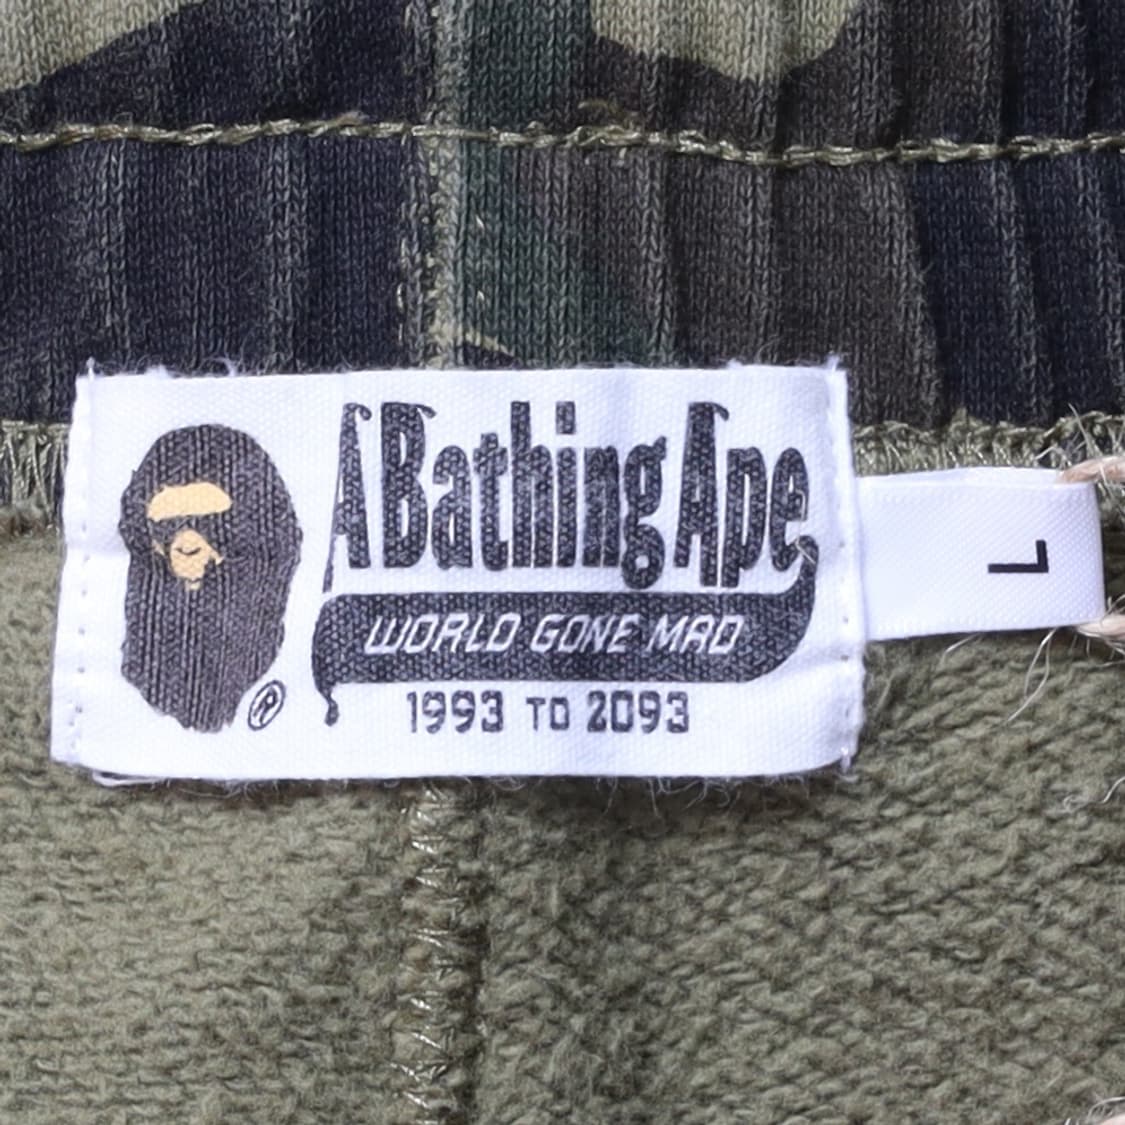 A Bathing Ape
WORLD GONE MAD
1993 TO 2093
®
L